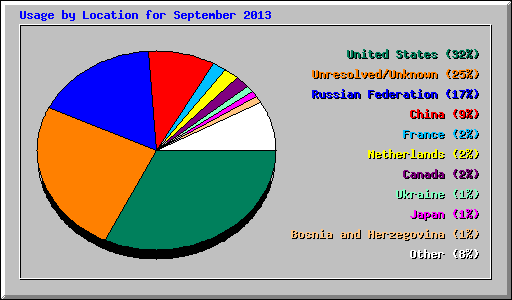 Usage by Location for September 2013
United States (32%)
Unresolved/Unknown (25%)
Russian Federation (17%)
China (9%)
France (2%)
Netherlands (2%)
Canada (2%)
Ukraine (1%)
Japan (1%)
Bosnia and Herzegovina (1%)
Other (8%)